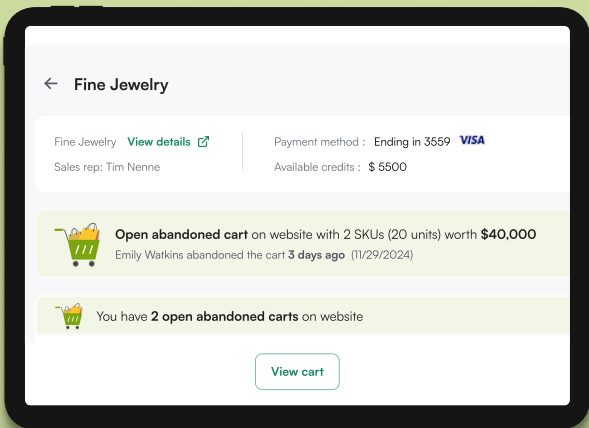 Fine Jewelry
Fine Jewelry View details
Payment method : Ending in 3559 VISA
Sales rep: Tim Nenne
Available credits : $ 5500
Open abandoned cart on website with 2 SKUs (20 units) worth $40,000
Emily Watkins abandoned the cart 3 days ago (11/29/2024)
You have 2 open abandoned carts on website
View cart